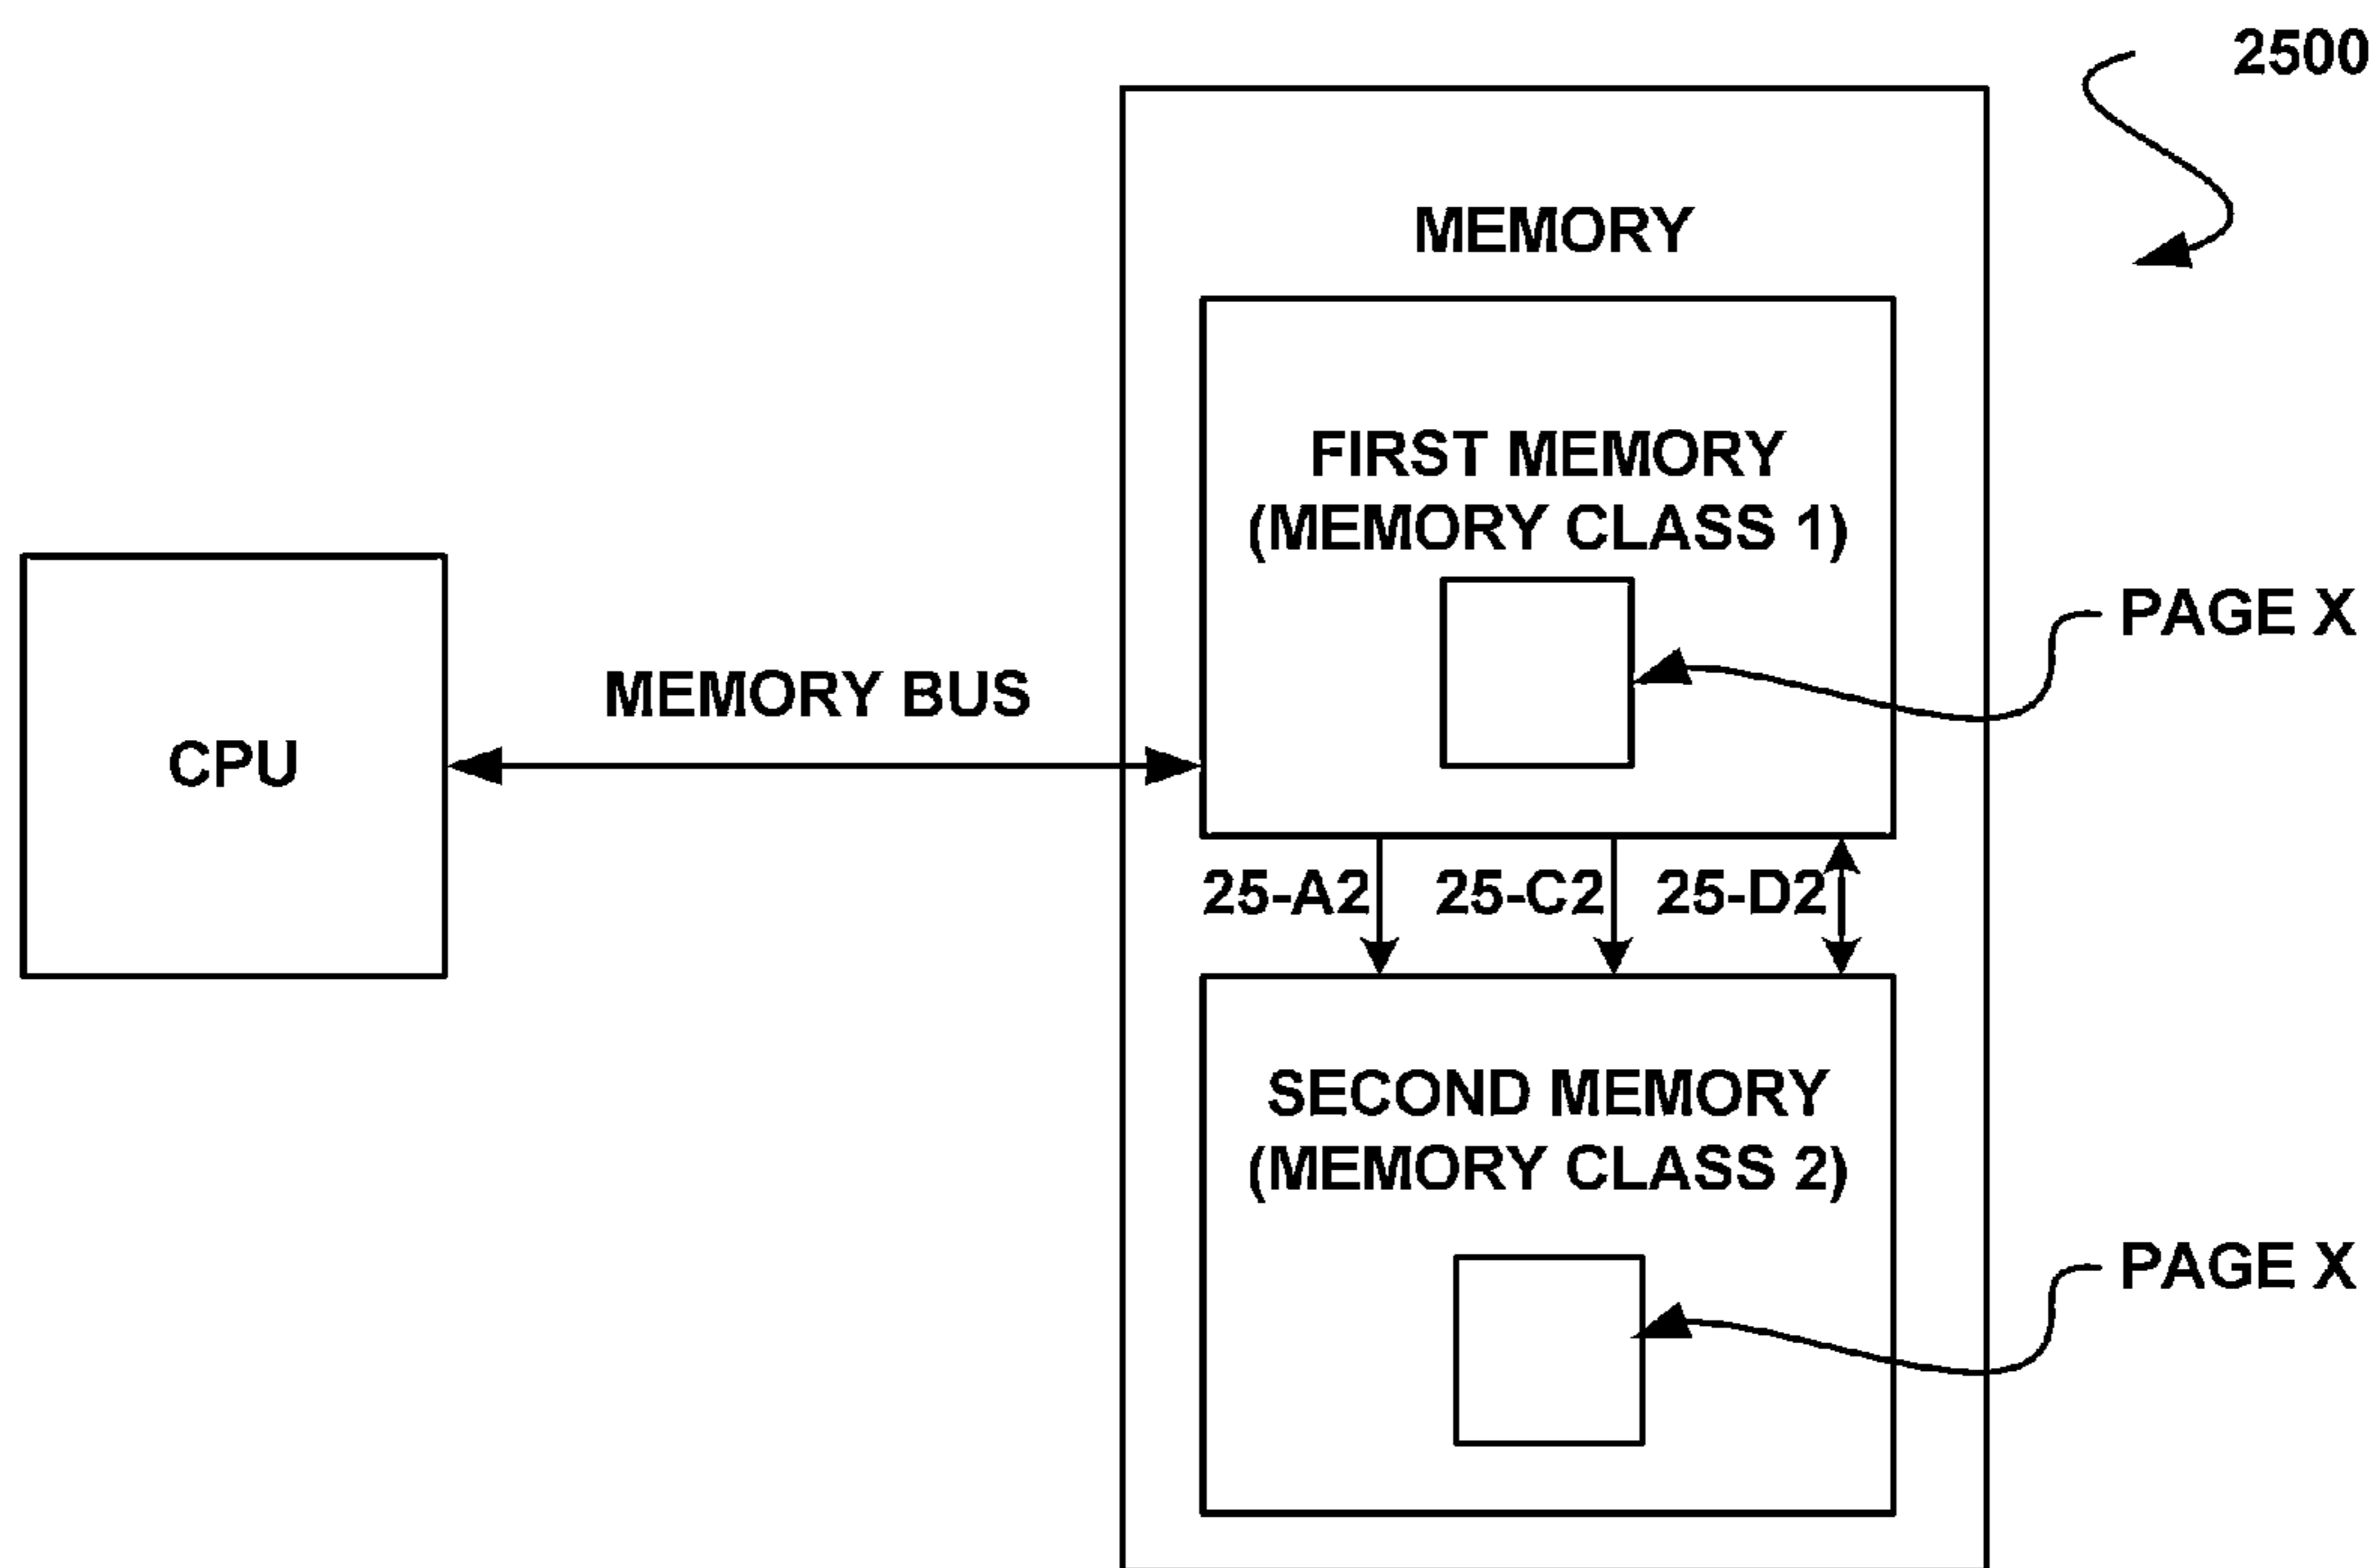 2500
MEMORY
FIRST MEMORY
(MEMORY CLASS 1)
PAGE X
MEMORY BUS
CPU
25-A2 25-C2 25-D2
SECOND MEMORY
(MEMORY CLASS 2)
PAGE X